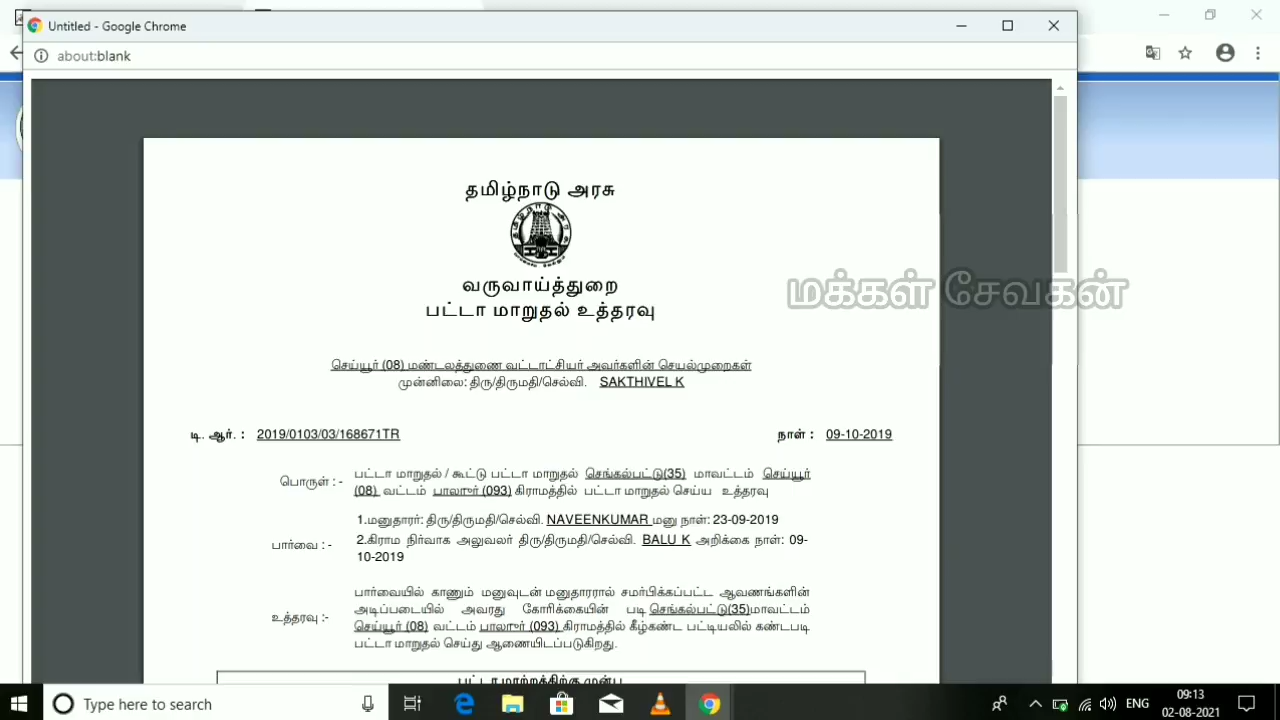 Untitled - Google Chrome
about:blank
தமிழ்நாடு அரசு
வருவாய்த்துறை
பட்டா மாறுதல் உத்தரவு
மக்கள் சேவகன்
செய்யூர் (08) மண்டலத்துணை வட்டாட்சியர் அவர்களின் செயல்முறைகள்
முன்னிலை: திரு/திருமதி/செல்வி. SAKTHIVEL K
டி. ஆர். : 2019/0103/03/168671TR நாள் : 09-10-2019
பொருள் : - பட்டா மாறுதல் / கூட்டு பட்டா மாறுதல் செங்கல்பட்டு(35) மாவட்டம் செய்யூர்
(08) வட்டம் பாலூர் (093) கிராமத்தில் பட்டா மாறுதல் செய்ய உத்தரவு
1.மனுதாரர்: திரு/திருமதி/செல்வி. NAVEENKUMAR மனு நாள்: 23-09-2019
பார்வை : - 2.கிராம நிர்வாக அலுவலர் திரு/திருமதி/செல்வி. BALU K அறிக்கை நாள்: 09-
10-2019
பார்வையில் காணும் மனுவுடன் மனுதாரரால் சமர்பிக்கப்பட்ட ஆவணங்களின்
அடிப்படையில் அவரது கோரிக்கையின் படி செங்கல்பட்டு(35)மாவட்டம்
உத்தரவு :- செய்யூர் (08) வட்டம் பாலூர் (093) கிராமத்தில் கீழ்கண்ட பட்டியலில் கண்டபடி
பட்டா மாறுதல் செய்து ஆணையிடப்படுகிறது.
பட்டா மாற்றத்திற்கு முன்பு
Type here to search
ENG
09:13
02-08-2021